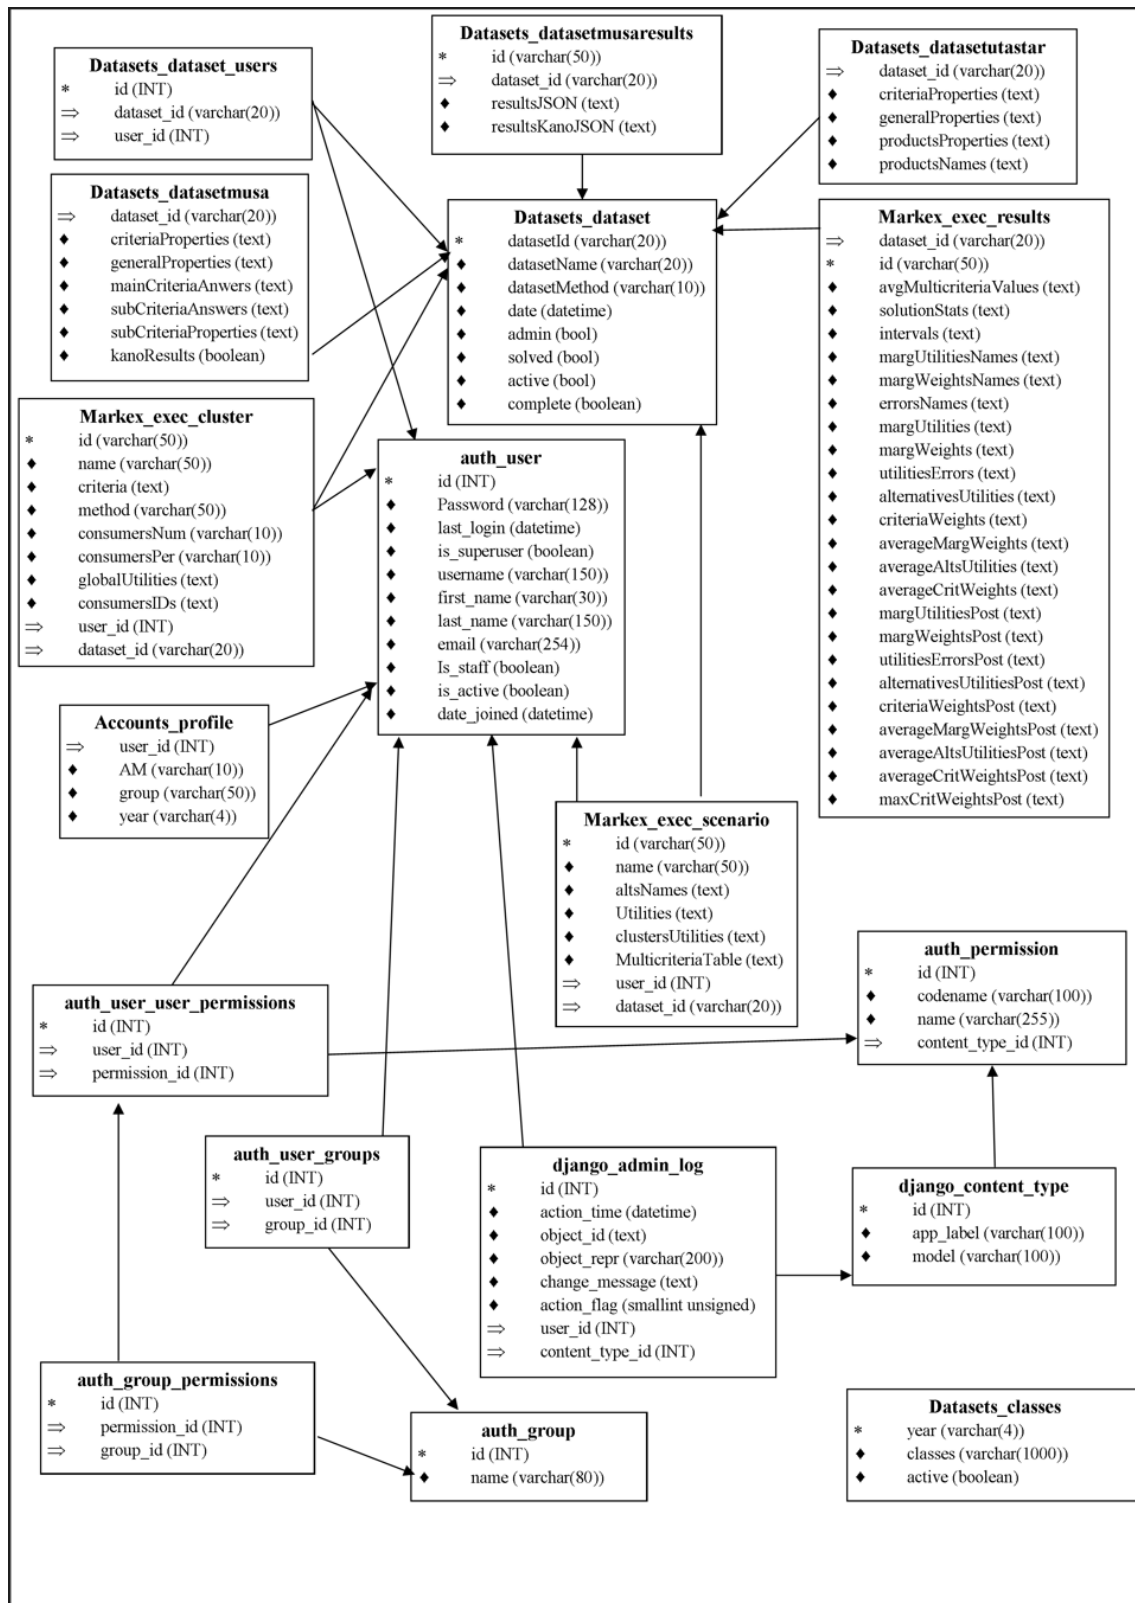 Datasets_dataset_users
* id (INT)
⇒ dataset_id (varchar(20))
⇒ user_id (INT)
Datasets_datasetmusaresults
* id (varchar(50))
⇒ dataset_id (varchar(20))
♦ resultsJSON (text)
♦ resultsKanoJSON (text)
Datasets_datasetutastar
⇒ dataset_id (varchar(20))
♦ criteriaProperties (text)
♦ generalProperties (text)
♦ productsProperties (text)
♦ productsNames (text)
Datasets_datasetmusa
⇒ dataset_id (varchar(20))
♦ criteriaProperties (text)
♦ generalProperties (text)
♦ mainCriteriaAnwers (text)
♦ subCriteriaAnswers (text)
♦ subCriteriaProperties (text)
♦ kanoResults (boolean)
Datasets_dataset
* datasetId (varchar(20))
♦ datasetName (varchar(20))
♦ datasetMethod (varchar(10))
♦ date (datetime)
♦ admin (bool)
♦ solved (bool)
♦ active (bool)
♦ complete (boolean)
Markex_exec_results
⇒ dataset_id (varchar(20))
* id (varchar(50))
♦ avgMulticriteriaValues (text)
♦ solutionStats (text)
♦ intervals (text)
♦ margUtilitiesNames (text)
♦ margWeightsNames (text)
♦ errorsNames (text)
♦ margUtilities (text)
♦ margWeights (text)
♦ utilitiesErrors (text)
♦ alternativesUtilities (text)
♦ criteriaWeights (text)
♦ averageMargWeights (text)
♦ averageAltsUtilities (text)
♦ averageCritWeights (text)
♦ margUtilitiesPost (text)
♦ margWeightsPost (text)
♦ utilitiesErrorsPost (text)
♦ alternativesUtilitiesPost (text)
♦ criteriaWeightsPost (text)
♦ averageMargWeightsPost (text)
♦ averageAltsUtilitiesPost (text)
♦ averageCritWeightsPost (text)
♦ maxCritWeightsPost (text)
Markex_exec_cluster
* id (varchar(50))
♦ name (varchar(50))
♦ criteria (text)
♦ method (varchar(50))
♦ consumersNum (varchar(10))
♦ consumersPer (varchar(10))
♦ globalUtilities (text)
♦ consumersIDs (text)
⇒ user_id (INT)
⇒ dataset_id (varchar(20))
auth_user
* id (INT)
♦ Password (varchar(128))
♦ last_login (datetime)
♦ is_superuser (boolean)
♦ username (varchar(150))
♦ first_name (varchar(30))
♦ last_name (varchar(150))
♦ email (varchar(254))
♦ Is_staff (boolean)
♦ is_active (boolean)
♦ date_joined (datetime)
Accounts_profile
⇒ user_id (INT)
♦ AM (varchar(10))
♦ group (varchar(50))
♦ year (varchar(4))
Markex_exec_scenario
* id (varchar(50))
♦ name (varchar(50))
♦ altsNames (text)
♦ Utilities (text)
♦ clustersUtilities (text)
♦ MulticriteriaTable (text)
⇒ user_id (INT)
⇒ dataset_id (varchar(20))
auth_permission
* id (INT)
♦ codename (varchar(100))
♦ name (varchar(255))
⇒ content_type_id (INT)
auth_user_user_permissions
* id (INT)
⇒ user_id (INT)
⇒ permission_id (INT)
auth_user_groups
* id (INT)
⇒ user_id (INT)
⇒ group_id (INT)
django_admin_log
* id (INT)
♦ action_time (datetime)
♦ object_id (text)
♦ object_repr (varchar(200))
♦ change_message (text)
♦ action_flag (smallint unsigned)
⇒ user_id (INT)
⇒ content_type_id (INT)
django_content_type
* id (INT)
♦ app_label (varchar(100))
♦ model (varchar(100))
auth_group_permissions
* id (INT)
⇒ permission_id (INT)
⇒ group_id (INT)
auth_group
* id (INT)
♦ name (varchar(80))
Datasets_classes
* year (varchar(4))
♦ classes (varchar(1000))
♦ active (boolean)